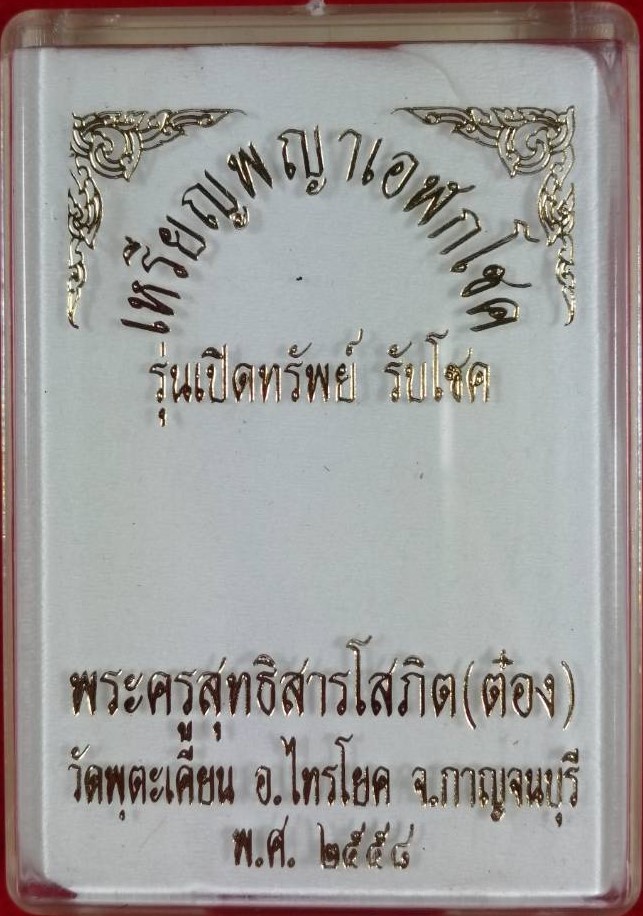 เหรียญพญาเอฬกโชค
รุ่นเปิดทรัพย์ รับโชค
พระครูสุทธิสารโสภิต(ต๋อง)
วัดพุตะเคียน อ.ไทรโยค จ.กาญจนบุรี
พ.ศ. ๒๕๕๘